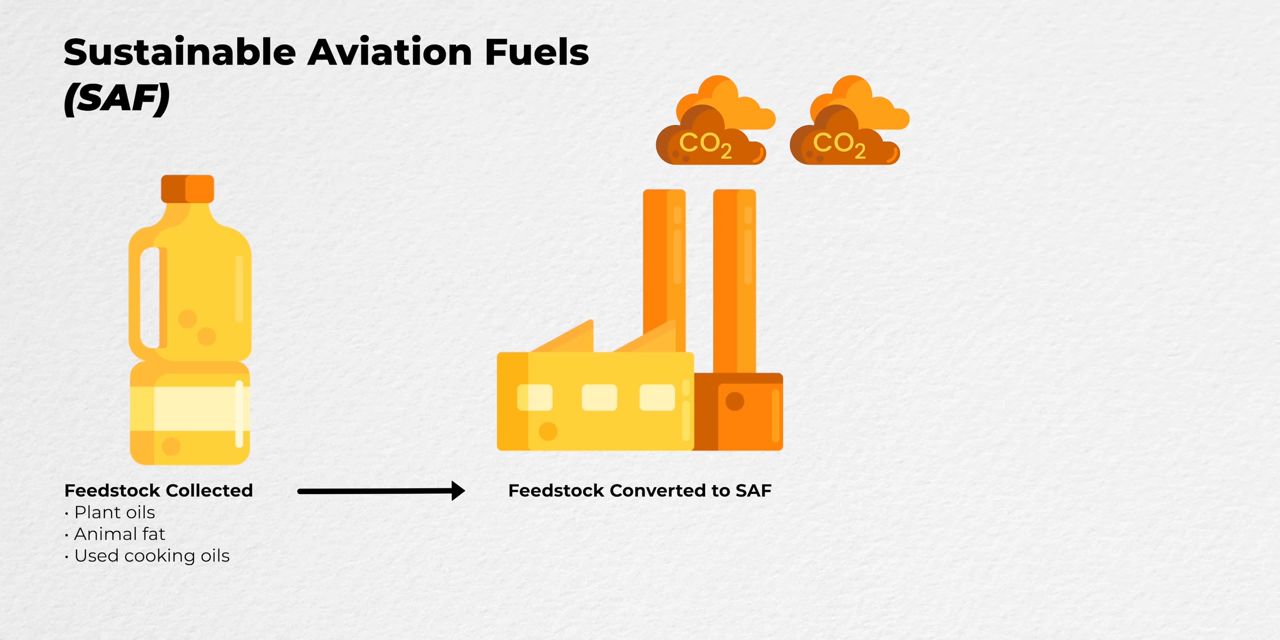 Sustainable Aviation Fuels
(SAF)
CO2
CO2
Feedstock Collected
• Plant oils
• Animal fat
• Used cooking oils
Feedstock Converted to SAF